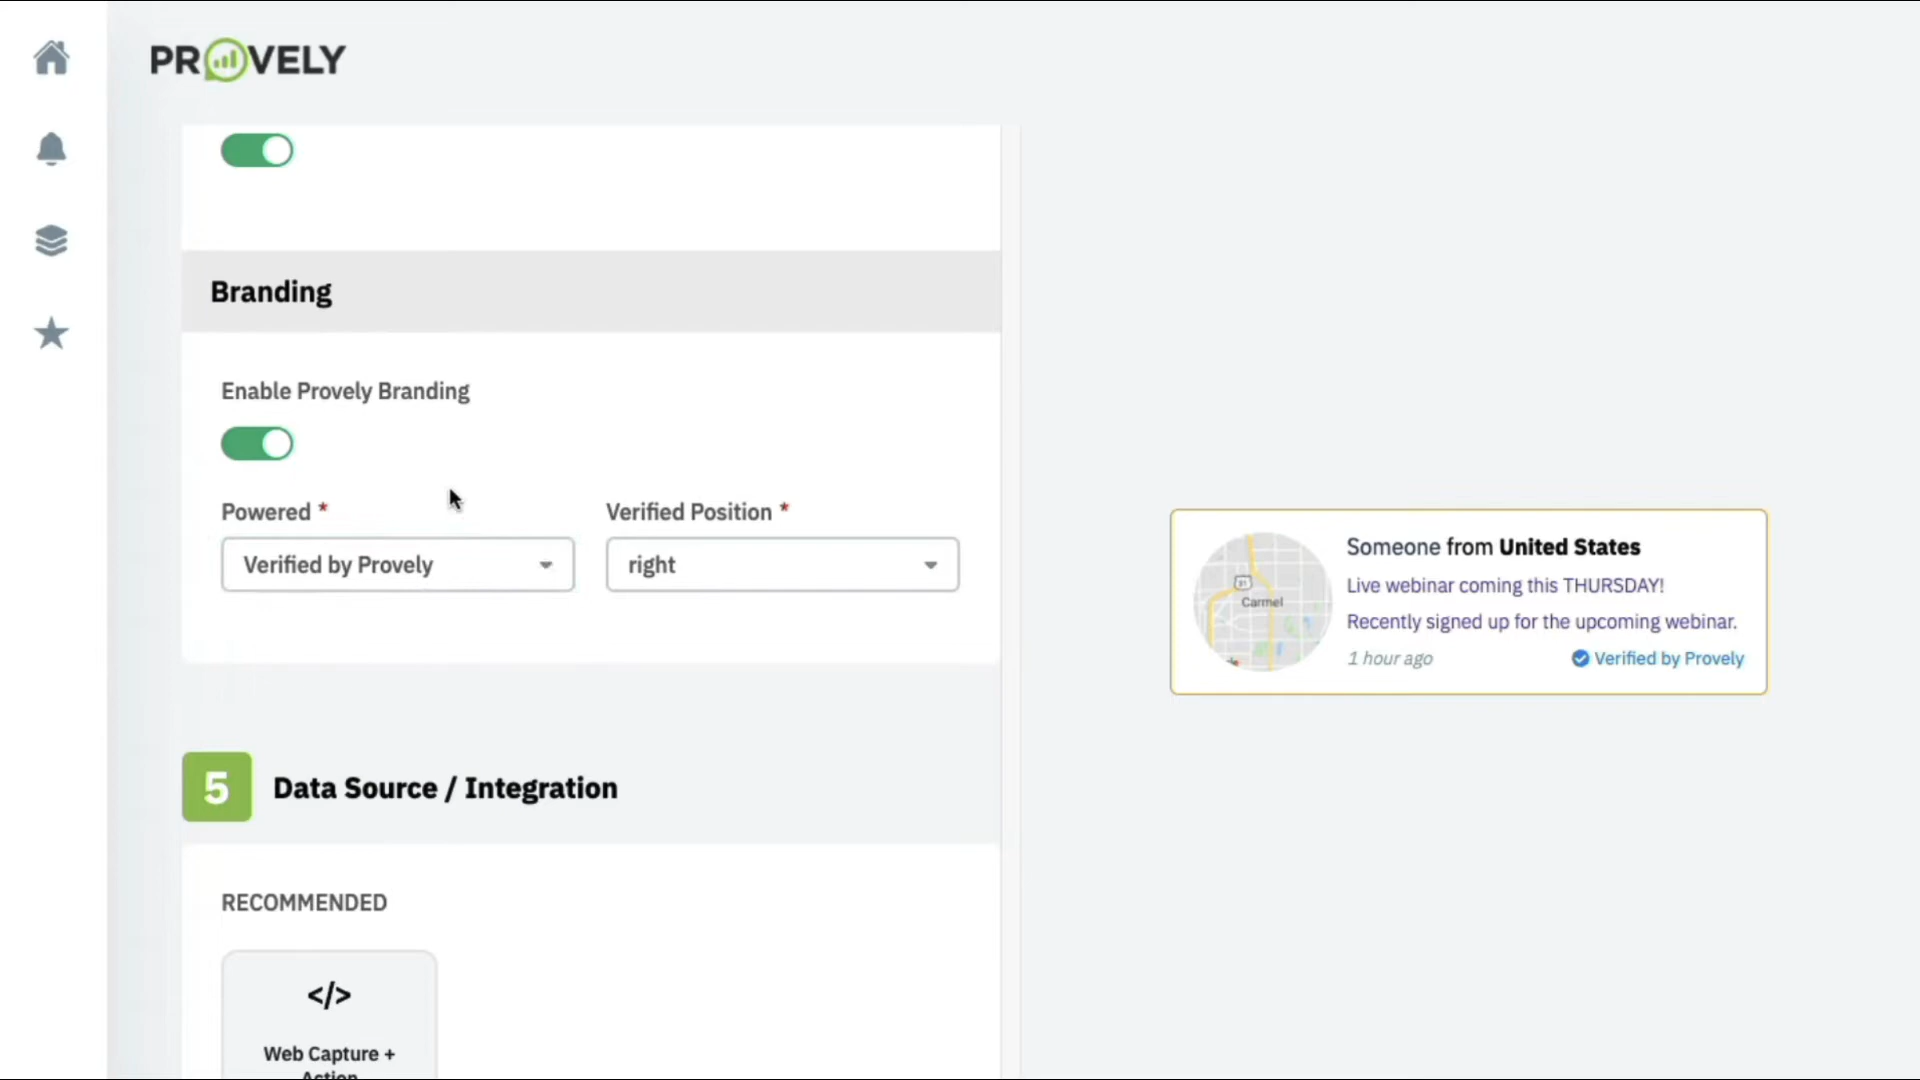 PROVELY
Branding
Enable Provely Branding
Powered *
Verified Position *
Verified by Provely
right
5
Data Source / Integration
RECOMMENDED
</>
Web Capture +
Action
31
Carmel
Someone from United States
Live webinar coming this THURSDAY!
Recently signed up for the upcoming webinar.
1 hour ago
Verified by Provely